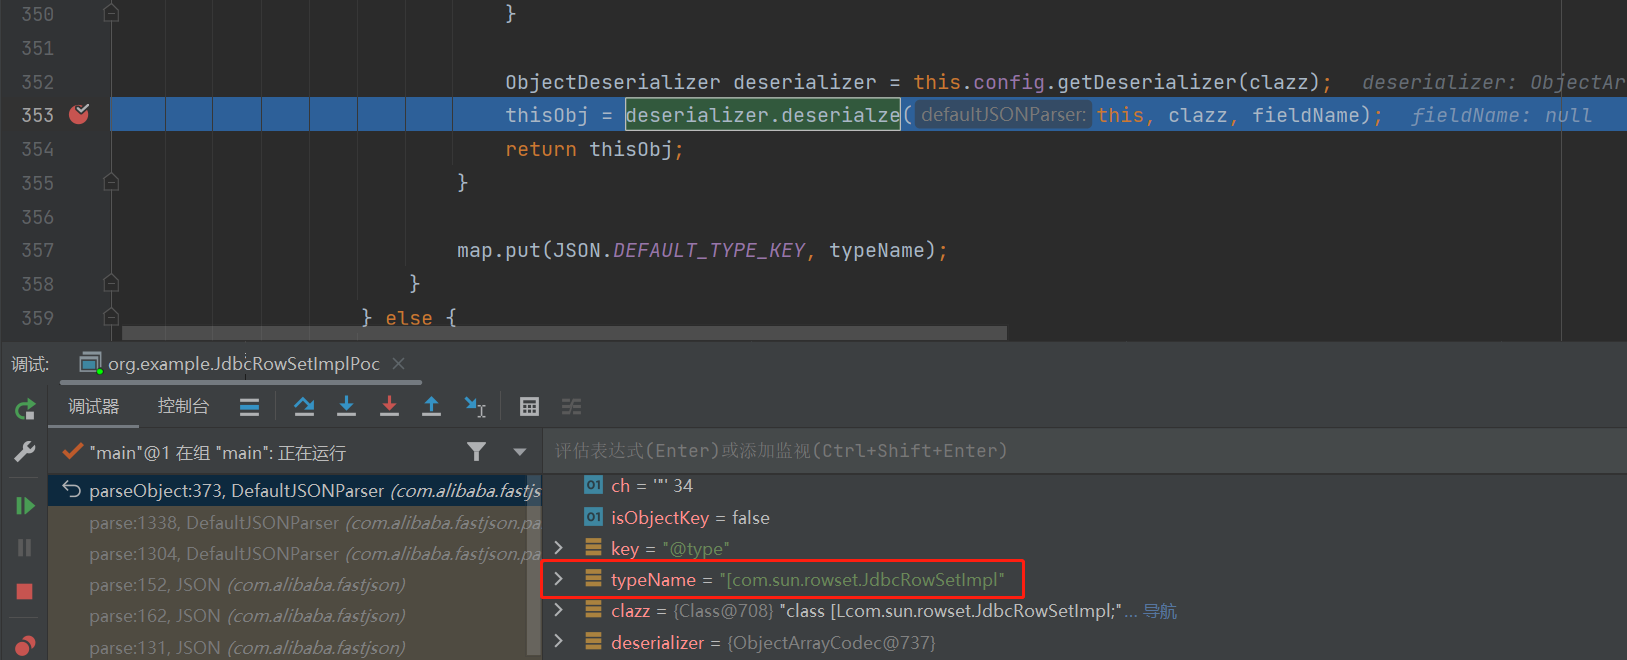 350 }
351
352 ObjectDeserializer deserializer = this.config.getDeserializer(clazz); deserializer: ObjectAr
353 thisObj = deserializer.deserialze( defaultJSONParser: this, clazz, fieldName); fieldName: null
354 return thisObj;
355 }
356
357 map.put(JSON.DEFAULT_TYPE_KEY, typeName);
358 }
359 } else {
调试: org.example.JdbcRowSetImplPoc
调试器 控制台
"main"@1 在组 "main": 正在运行
评估表达式(Enter)或添加监视(Ctrl+Shift+Enter)
parseObject:373, DefaultJSONParser (com.alibaba.fastjs
parse:1338, DefaultJSONParser (com.alibaba.fastjson.pa
parse:1304, DefaultJSONParser (com.alibaba.fastjson.pa
parse:152, JSON (com.alibaba.fastjson)
parse:162, JSON (com.alibaba.fastjson)
parse:131, JSON (com.alibaba.fastjson)
01 ch = '"' 34
01 isObjectKey = false
key = "@type"
typeName = "[com.sun.rowset.JdbcRowSetImpl"
clazz = {Class@708} "class [Lcom.sun.rowset.JdbcRowSetImpl;"... 导航
deserializer = {ObjectArrayCodec@737}